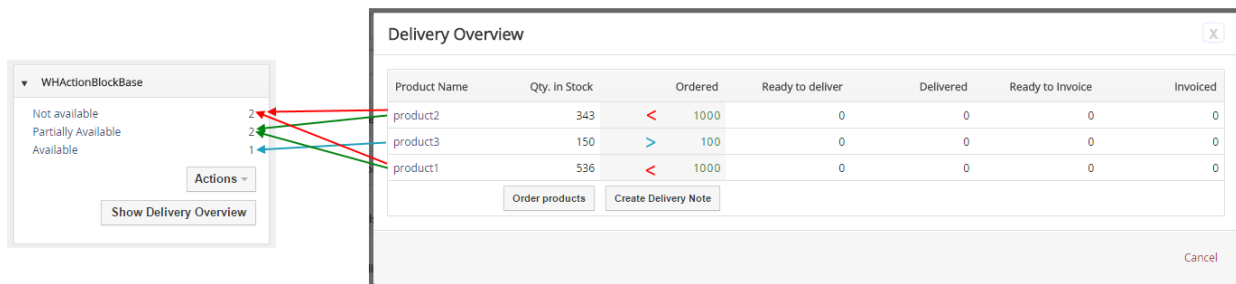 Delivery Overview
X
WHActionBlockBase
Not available 2
Partially Available 2
Available 1
Actions
Show Delivery Overview
Product Name Qty. in Stock Ordered Ready to deliver Delivered Ready to Invoice Invoiced
product2 343 < 1000 0 0 0 0
product3 150 > 100 0 0 0 0
product1 536 < 1000 0 0 0 0
Order products Create Delivery Note
Cancel